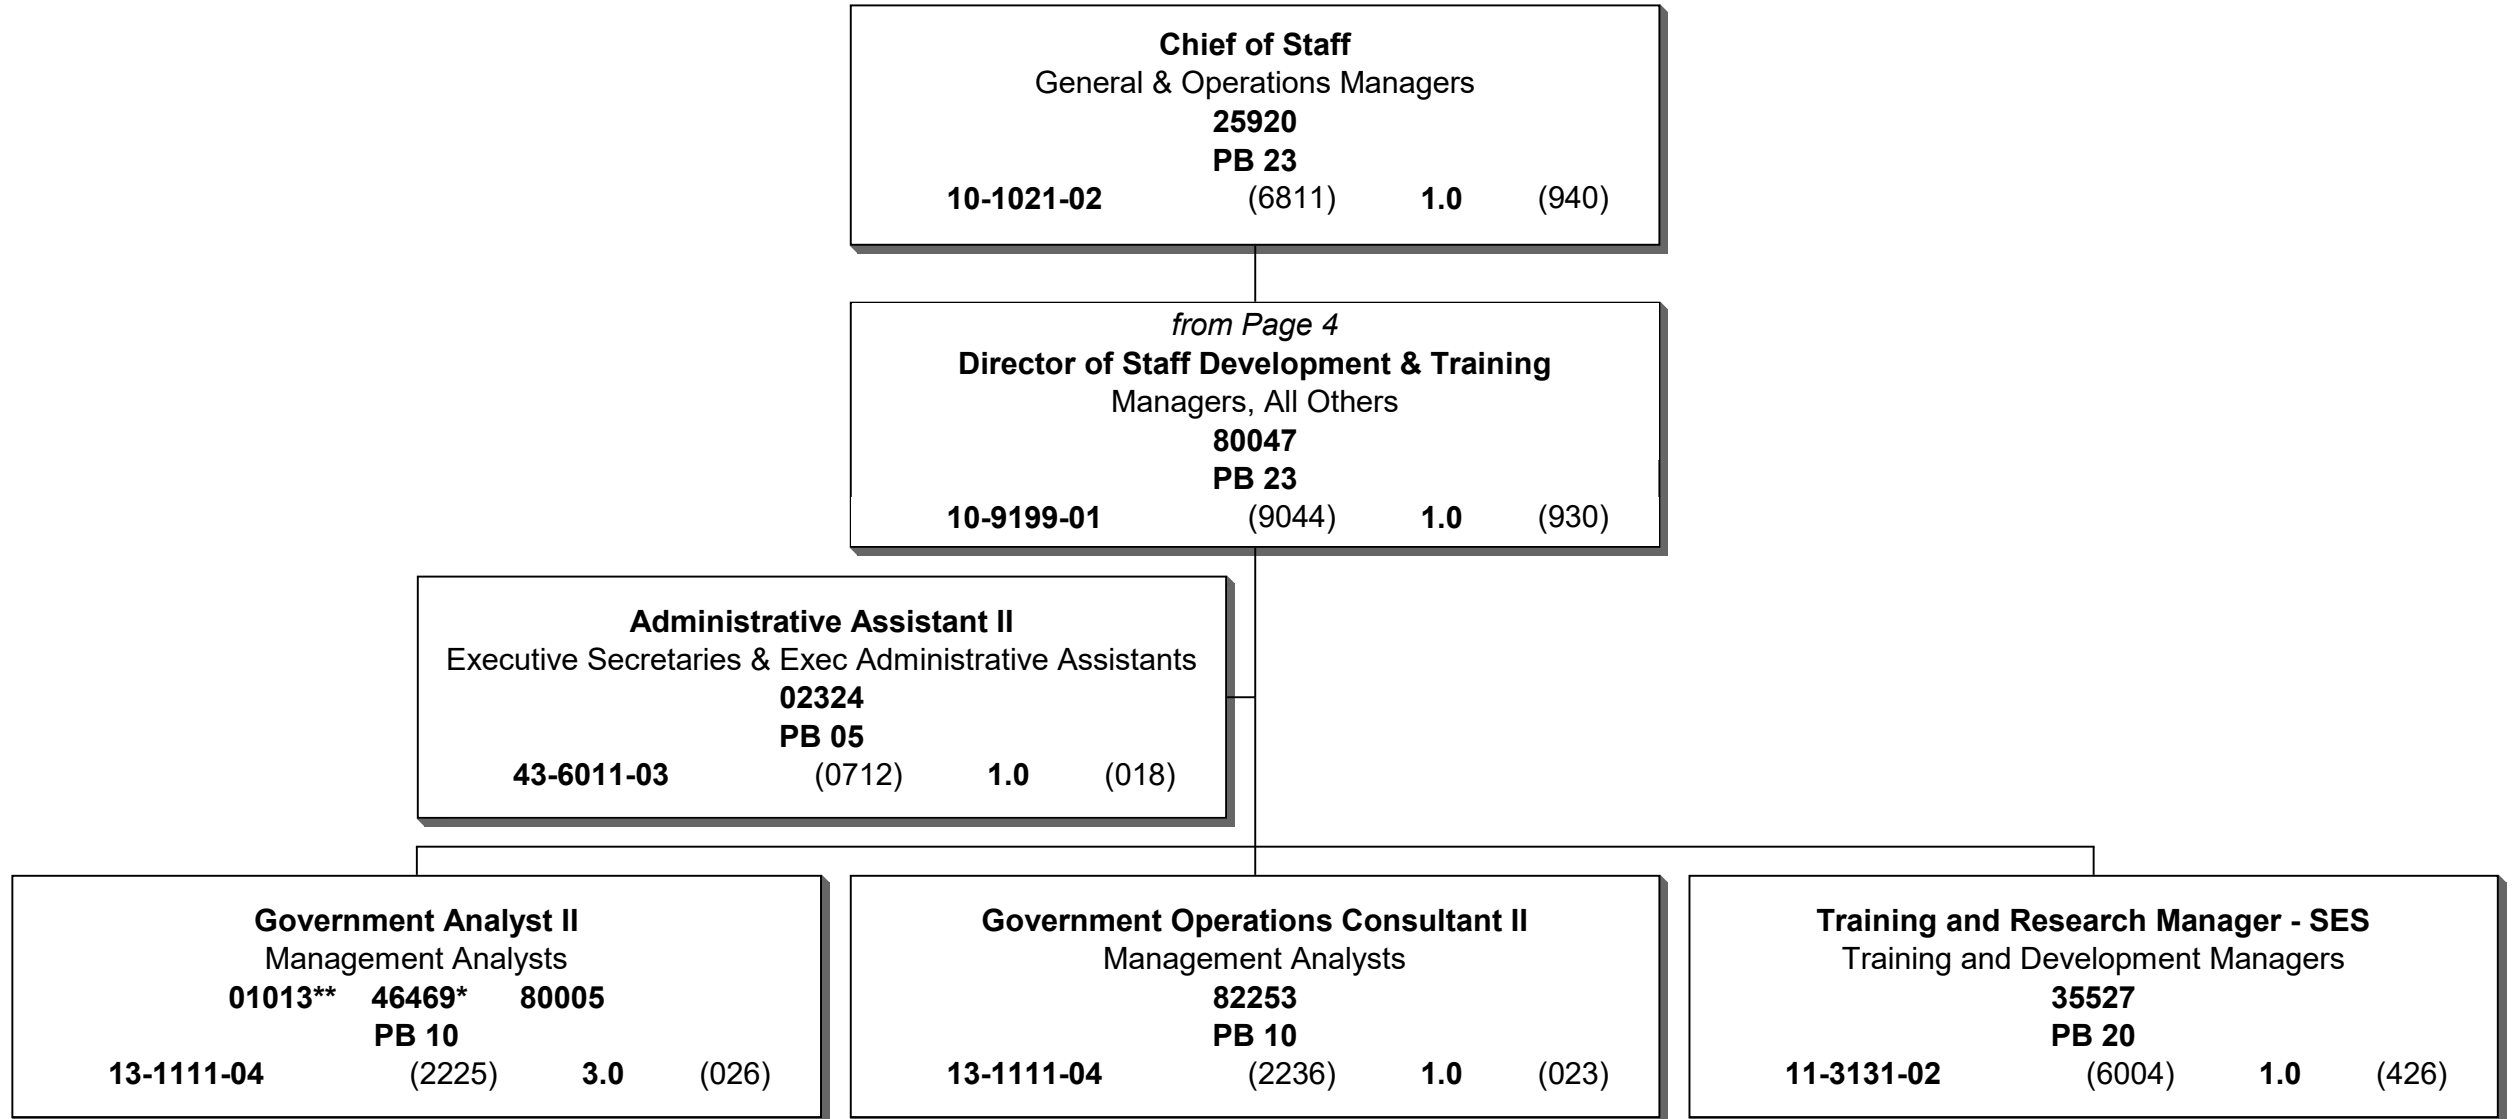 Chief of Staff
General & Operations Managers
25920
PB 23
10-1021-02 (6811) 1.0 (940)
from Page 4
Director of Staff Development & Training
Managers, All Others
80047
PB 23
10-9199-01 (9044) 1.0 (930)
Administrative Assistant II
Executive Secretaries & Exec Administrative Assistants
02324
PB 05
43-6011-03 (0712) 1.0 (018)
Government Analyst II
Management Analysts
01013** 46469* 80005
PB 10
13-1111-04 (2225) 3.0 (026)
Government Operations Consultant II
Management Analysts
82253
PB 10
13-1111-04 (2236) 1.0 (023)
Training and Research Manager - SES
Training and Development Managers
35527
PB 20
11-3131-02 (6004) 1.0 (426)